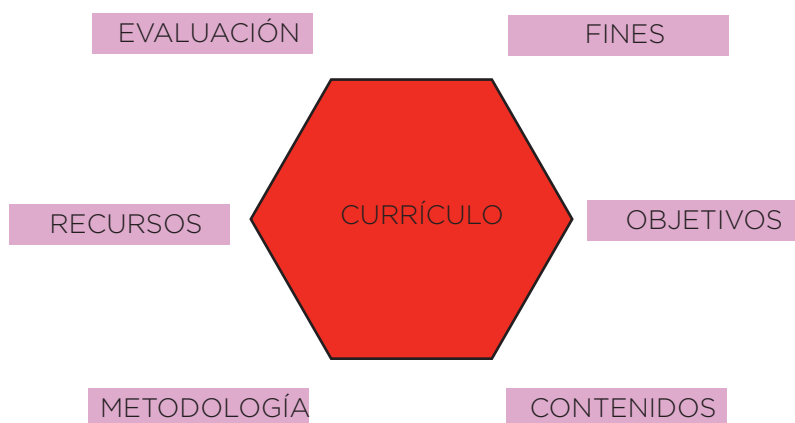 EVALUACIÓN
FINES
CURRÍCULO
RECURSOS
OBJETIVOS
METODOLOGÍA
CONTENIDOS